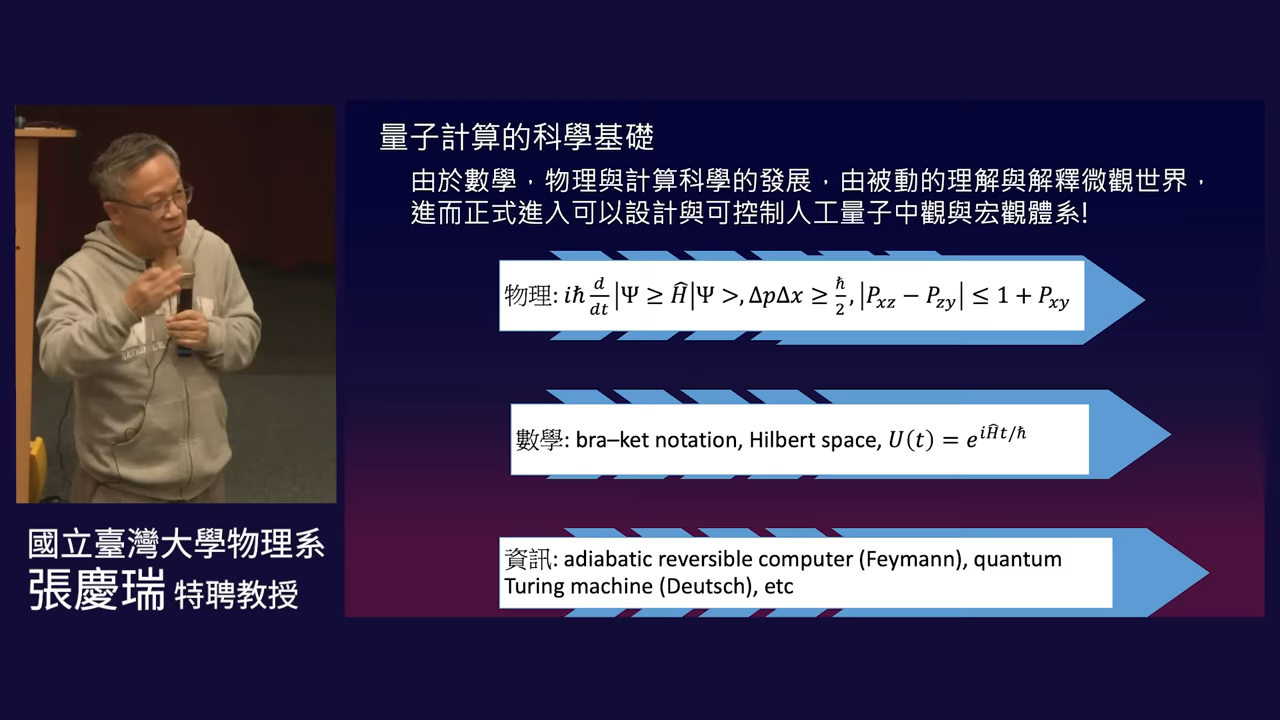 量子計算的科學基礎
由於數學，物理與計算科學的發展，由被動的理解與解釋微觀世界，
進而正式進入可以設計與可控制人工量子中觀與宏觀體系!
物理: iħ d/dt |Ψ ≥ Ĥ|Ψ >, ΔpΔx ≥ ħ/2, |P_xz − P_zy| ≤ 1 + P_xy
數學: bra–ket notation, Hilbert space, U(t) = e^{iĤt/ħ}
資訊: adiabatic reversible computer (Feymann), quantum
Turing machine (Deutsch), etc
國立臺灣大學物理系
張慶瑞 特聘教授